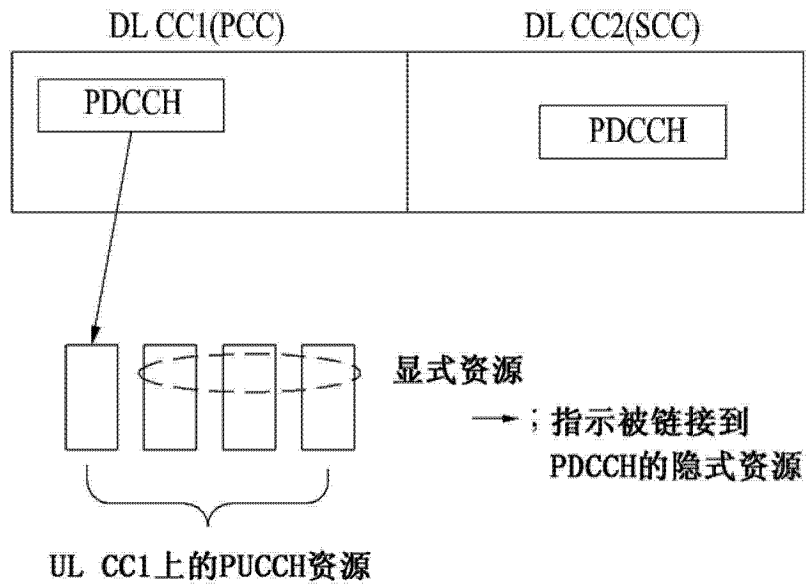 DL CC1(PCC)
DL CC2(SCC)
PDCCH
PDCCH
显式资源
;指示被链接到
PDCCH的隐式资源
UL CC1上的PUCCH资源